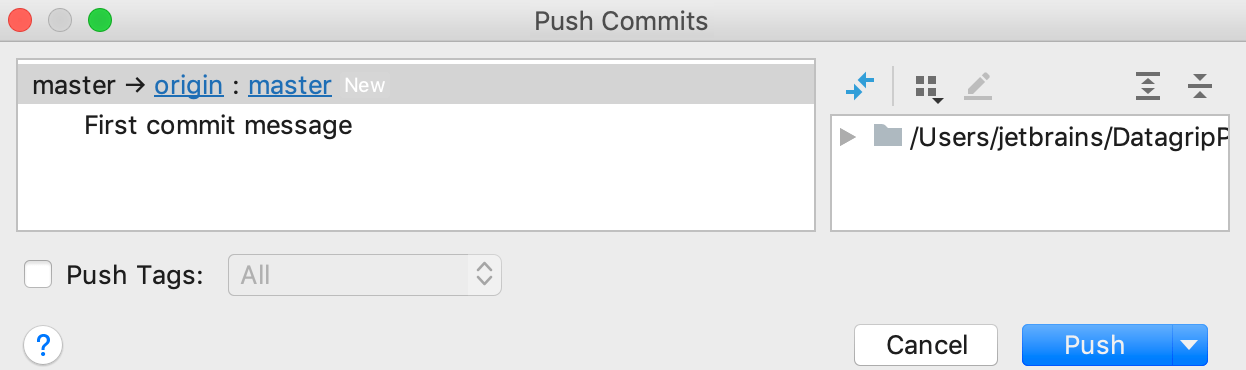 Push Commits
master → origin : master New
First commit message
/Users/jetbrains/DatagripP
Push Tags: All
? Cancel Push